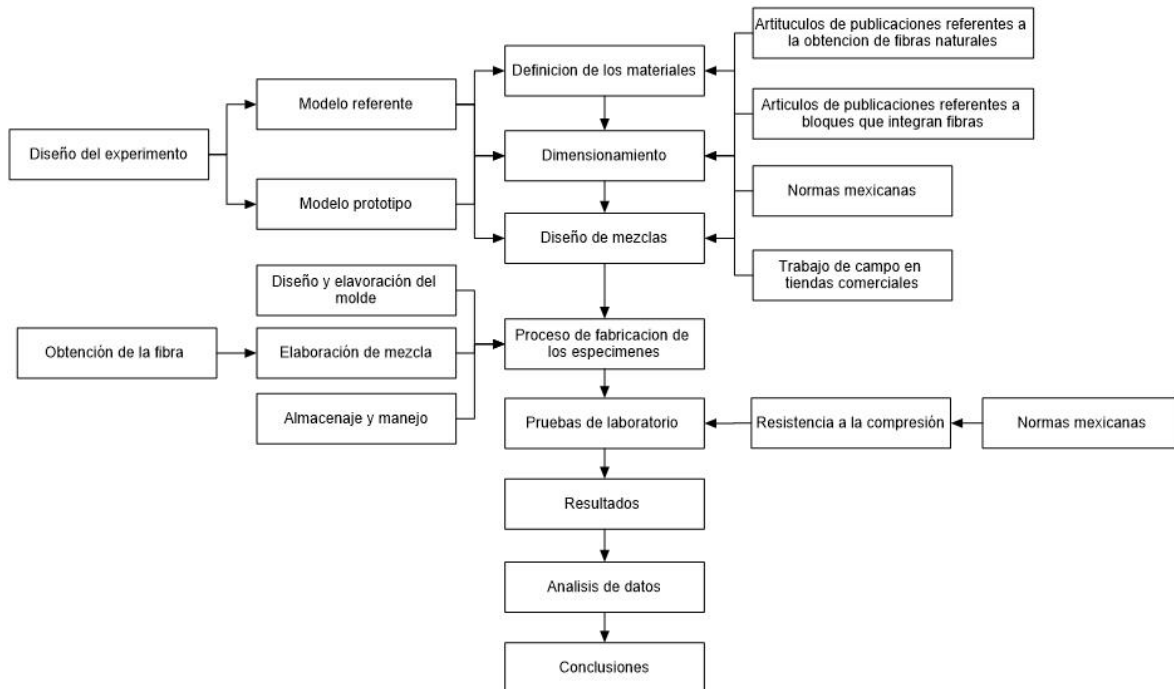 Artituculos de publicaciones referentes a
la obtencion de fibras naturales
Definicion de los materiales
Modelo referente
Articulos de publicaciones referentes a
bloques que integran fibras
Diseño del experimento
Dimensionamiento
Normas mexicanas
Modelo prototipo
Diseño de mezclas
Trabajo de campo en
tiendas comerciales
Diseño y elavoración del
molde
Obtención de la fibra
Elaboración de mezcla
Proceso de fabricacion de
los especimenes
Almacenaje y manejo
Pruebas de laboratorio
Resistencia a la compresión
Normas mexicanas
Resultados
Analisis de datos
Conclusiones